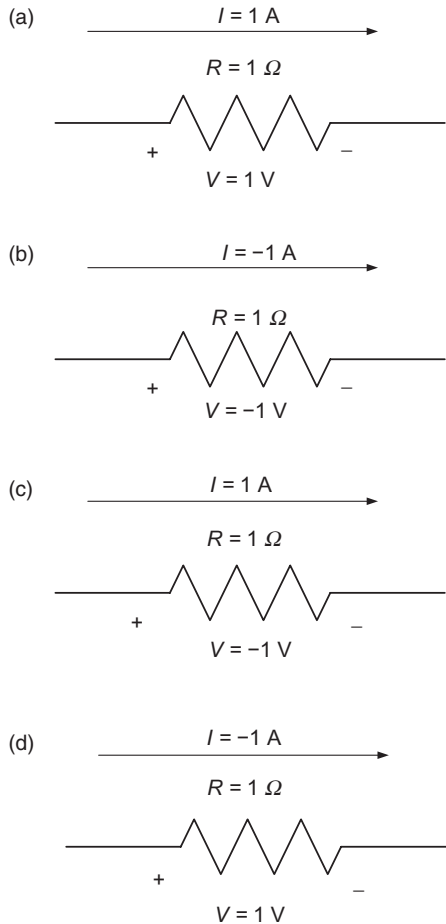 (a)
I = 1 A
R = 1 Ω
+ –
V = 1 V
(b)
I = −1 A
R = 1 Ω
+ –
V = −1 V
(c)
I = 1 A
R = 1 Ω
+ –
V = −1 V
(d)
I = −1 A
R = 1 Ω
+ –
V = 1 V